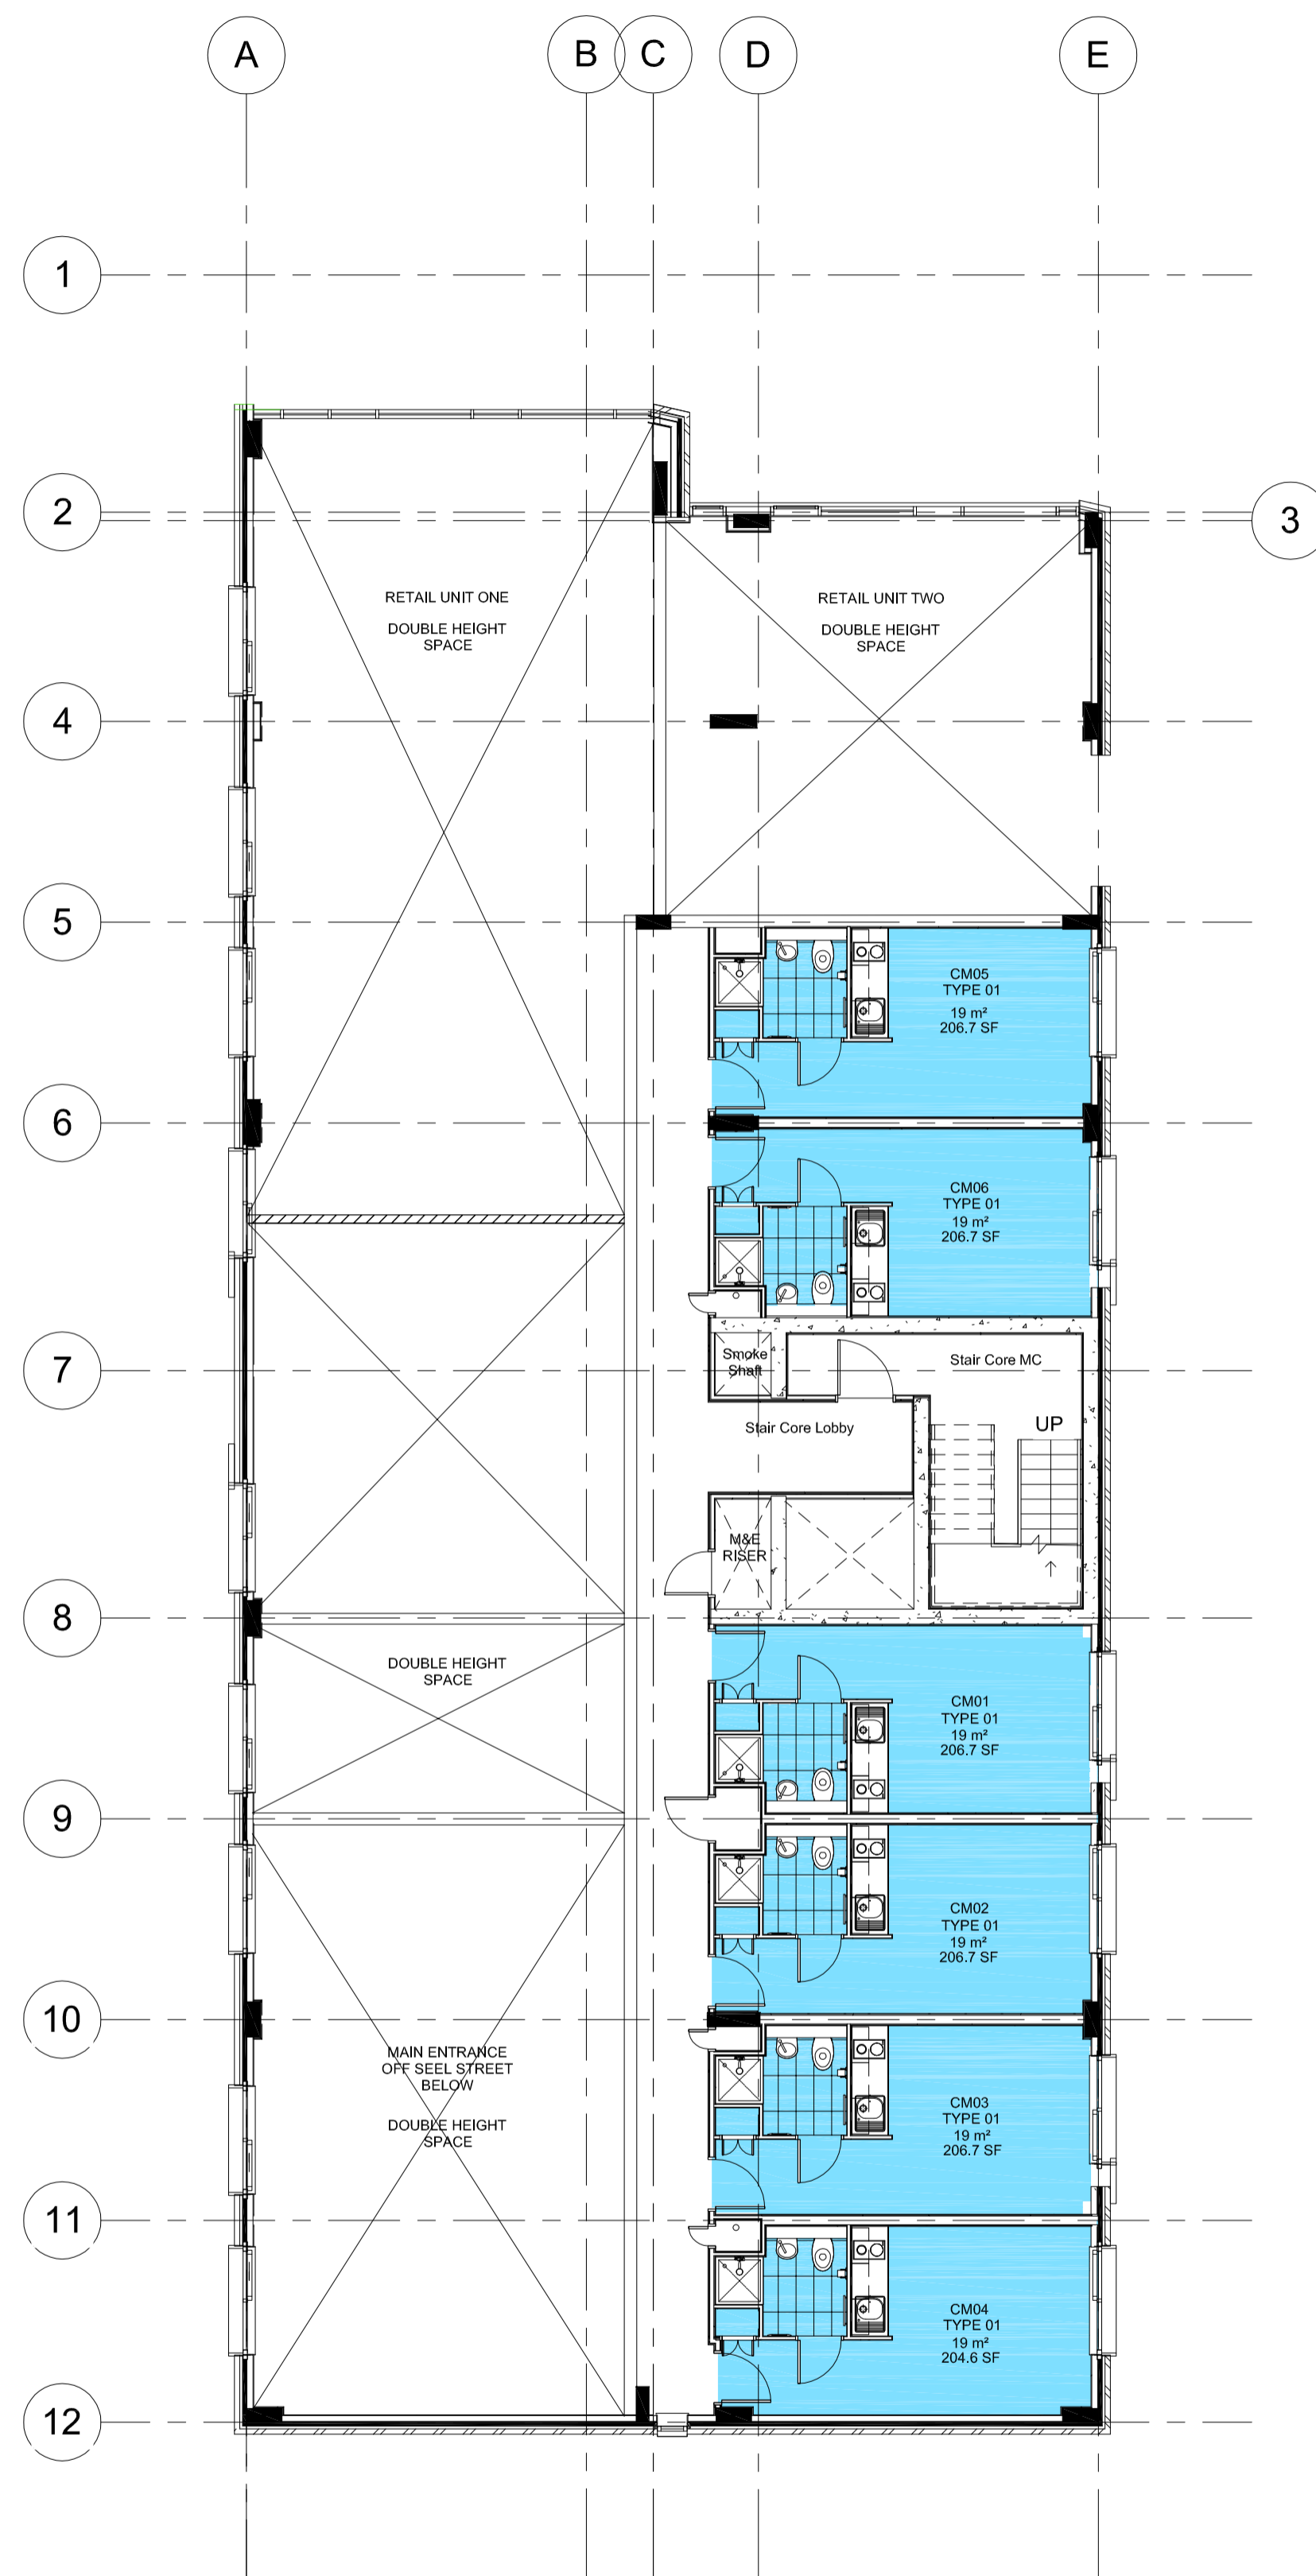 A
B
C
D
E
1
2
3
RETAIL UNIT ONE
DOUBLE HEIGHT
SPACE
RETAIL UNIT TWO
DOUBLE HEIGHT
SPACE
4
5
CM05
TYPE 01
19 m²
206.7 SF
6
CM06
TYPE 01
19 m²
206.7 SF
7
Smoke
Shaft
Stair Core MC
Stair Core Lobby
UP
M&E
RISER
8
DOUBLE HEIGHT
SPACE
CM01
TYPE 01
19 m²
206.7 SF
9
CM02
TYPE 01
19 m²
206.7 SF
10
MAIN ENTRANCE
OFF SEEL STREET
BELOW
DOUBLE HEIGHT
SPACE
CM03
TYPE 01
19 m²
206.7 SF
11
CM04
TYPE 01
19 m²
204.6 SF
12